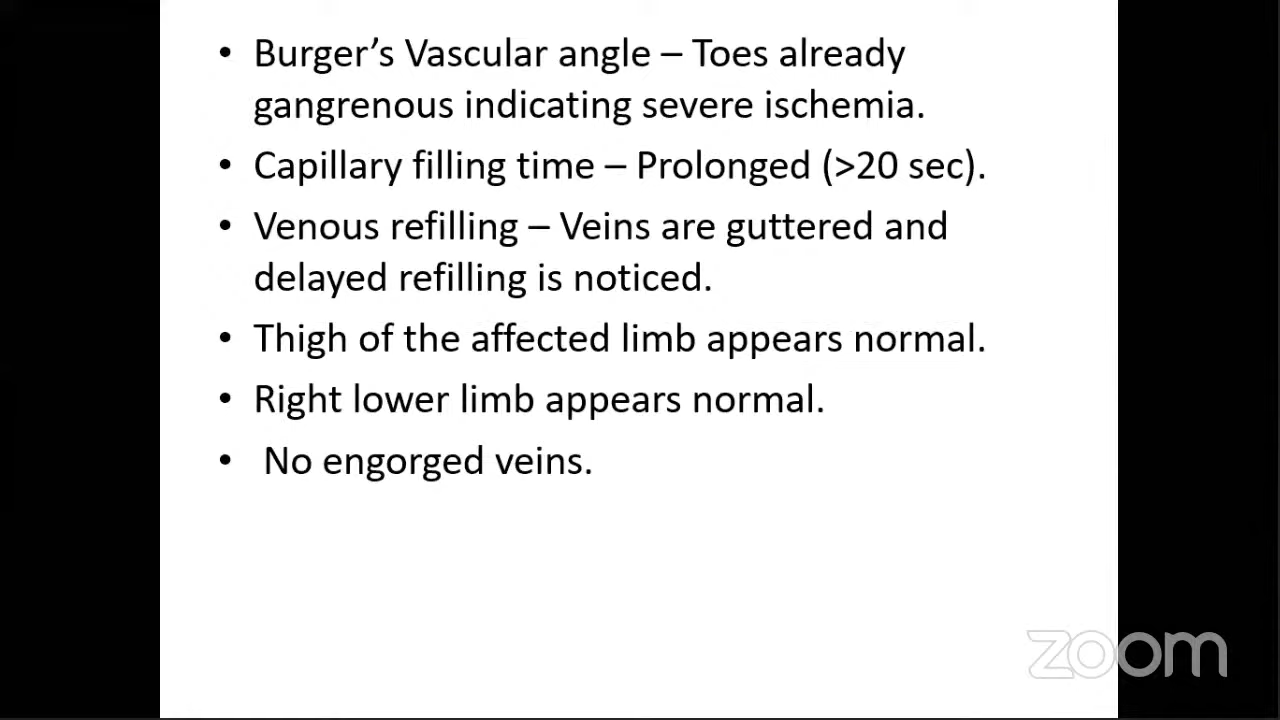 • Burger’s Vascular angle – Toes already
gangrenous indicating severe ischemia.
• Capillary filling time – Prolonged (>20 sec).
• Venous refilling – Veins are guttered and
delayed refilling is noticed.
• Thigh of the affected limb appears normal.
• Right lower limb appears normal.
• No engorged veins.
zoom